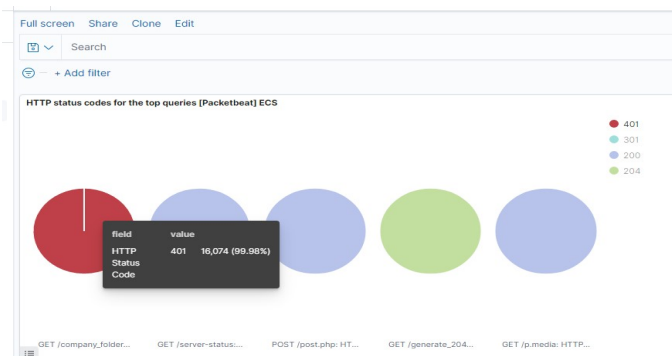 Full screen Share Clone Edit
Search
+ Add filter
HTTP status codes for the top queries [Packetbeat] ECS
401
301
200
204
field value
HTTP Status Code 401 16,074 (99.98%)
GET /company_folder... GET /server-status:... POST /post.php: HT... GET /generate_204... GET /p.media: HTTP...